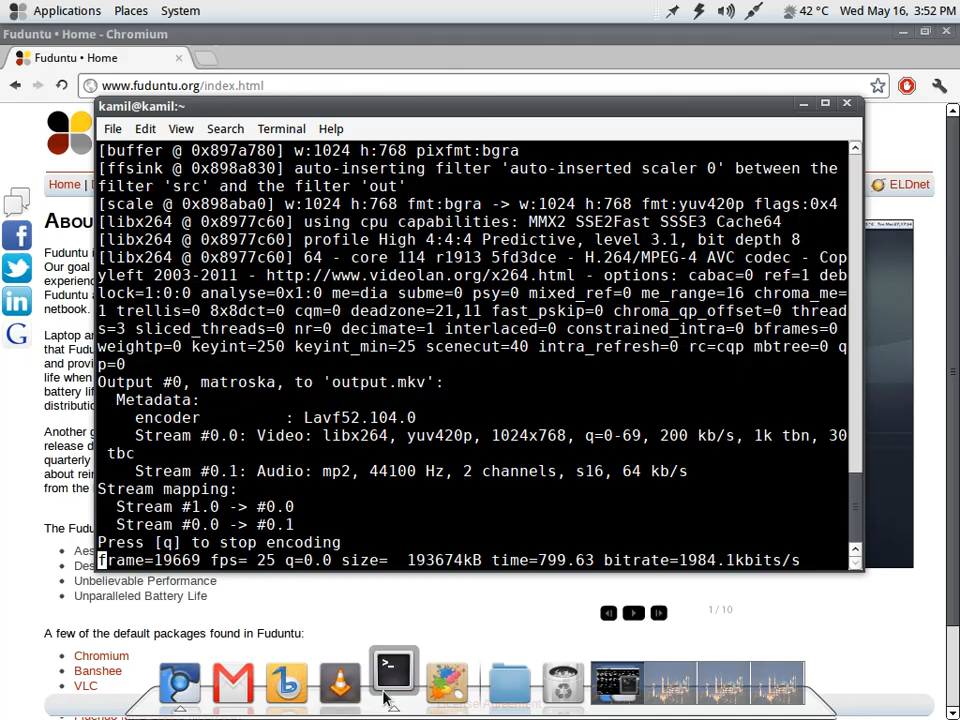 Applications Places System 42 °C Wed May 16, 3:52 PM
Fuduntu • Home - Chromium
Fuduntu • Home
www.fuduntu.org/index.html
kamil@kamil:~
File Edit View Search Terminal Help
[buffer @ 0x897a780] w:1024 h:768 pixfmt:bgra
[ffsink @ 0x898a830] auto-inserting filter 'auto-inserted scaler 0' between the
filter 'src' and the filter 'out'
[scale @ 0x898aba0] w:1024 h:768 fmt:bgra -> w:1024 h:768 fmt:yuv420p flags:0x4
[libx264 @ 0x8977c60] using cpu capabilities: MMX2 SSE2Fast SSSE3 Cache64
[libx264 @ 0x8977c60] profile High 4:4:4 Predictive, level 3.1, bit depth 8
[libx264 @ 0x8977c60] 64 - core 114 r1913 5fd3dce - H.264/MPEG-4 AVC codec - Cop
yleft 2003-2011 - http://www.videolan.org/x264.html - options: cabac=0 ref=1 deb
lock=1:0:0 analyse=0x1:0 me=dia subme=0 psy=0 mixed_ref=0 me_range=16 chroma_me=
1 trellis=0 8x8dct=0 cqm=0 deadzone=21,11 fast_pskip=0 chroma_qp_offset=0 thread
s=3 sliced_threads=0 nr=0 decimate=1 interlaced=0 constrained_intra=0 bframes=0
weightp=0 keyint=250 keyint_min=25 scenecut=40 intra_refresh=0 rc=cqp mbtree=0 q
p=0
Output #0, matroska, to 'output.mkv':
Metadata:
encoder : Lavf52.104.0
Stream #0.0: Video: libx264, yuv420p, 1024x768, q=0-69, 200 kb/s, 1k tbn, 30
tbc
Stream #0.1: Audio: mp2, 44100 Hz, 2 channels, s16, 64 kb/s
Stream mapping:
Stream #1.0 -> #0.0
Stream #0.0 -> #0.1
Press [q] to stop encoding
frame=19669 fps= 25 q=0.0 size= 193674kB time=799.63 bitrate=1984.1kbits/s
Home
ELDnet
ABOU
Fuduntu i
Our goal
experienc
Fuduntu a
netbook.
Laptop ar
that Fudu
and provi
life when
battery lif
distributio
Another g
release d
quarterly
about rein
from the
The Fudu
Aes
Des
Unbelievable Performance
Unparalleled Battery Life
1 / 10
A few of the default packages found in Fuduntu:
Chromium
Banshee
VLC